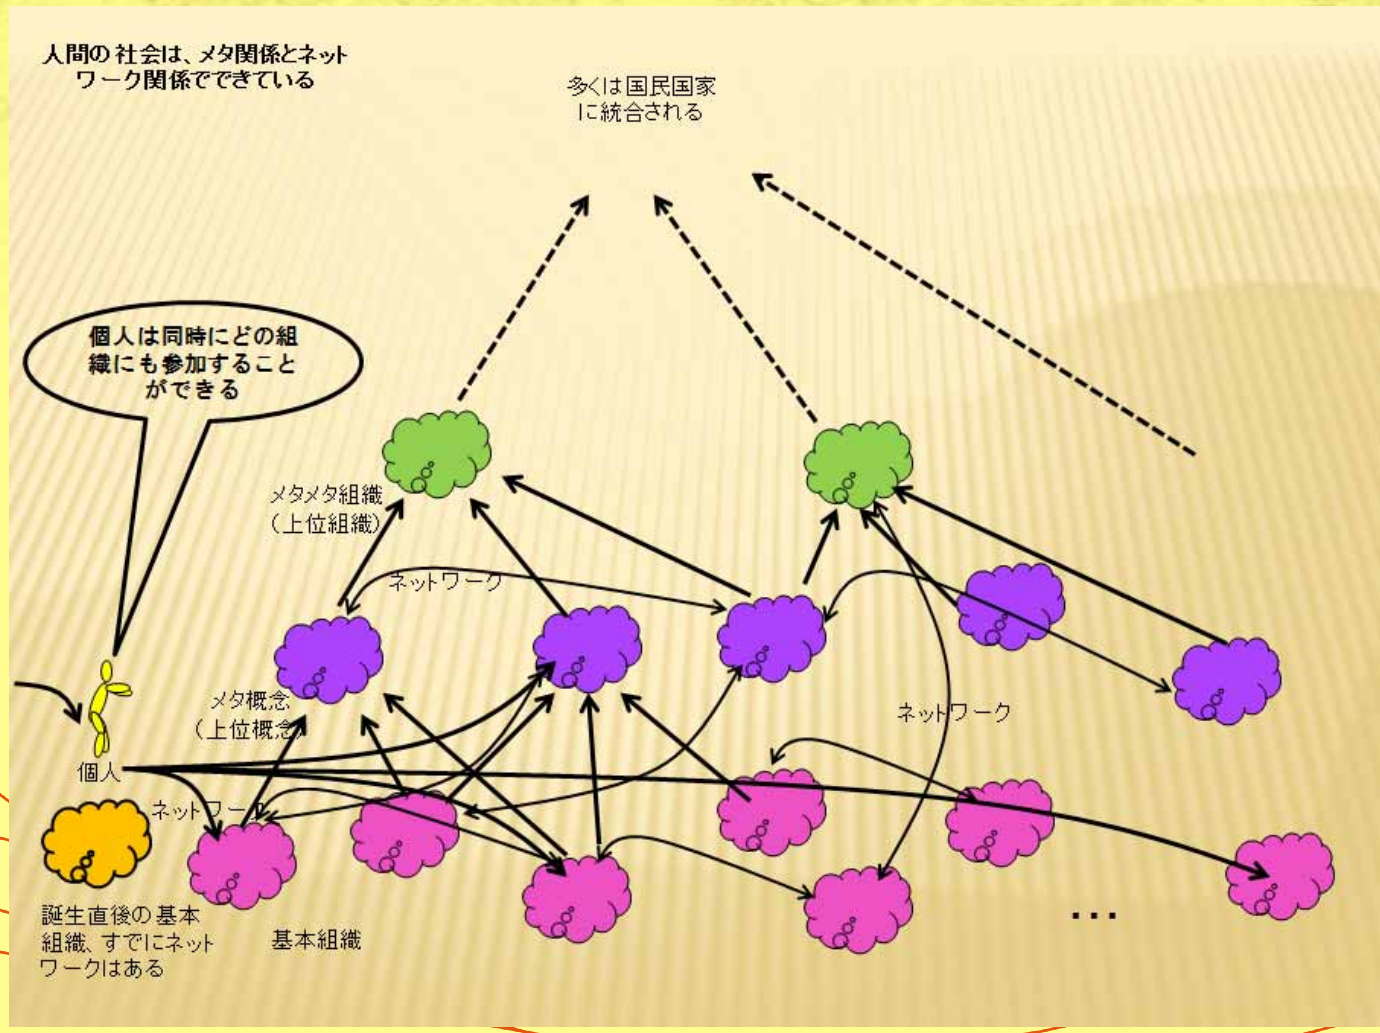 人間の社会は、メタ関係とネット
ワーク関係でできている
多くは国民国家
に統合される
個人は同時にどの組
織にも参加すること
ができる
メタメタ組織
（上位組織）
ネットワーク
メタ概念
（上位概念）
ネットワーク
個人
ネットワーク
誕生直後の基本
組織、すでにネット
ワークはある
基本組織
...